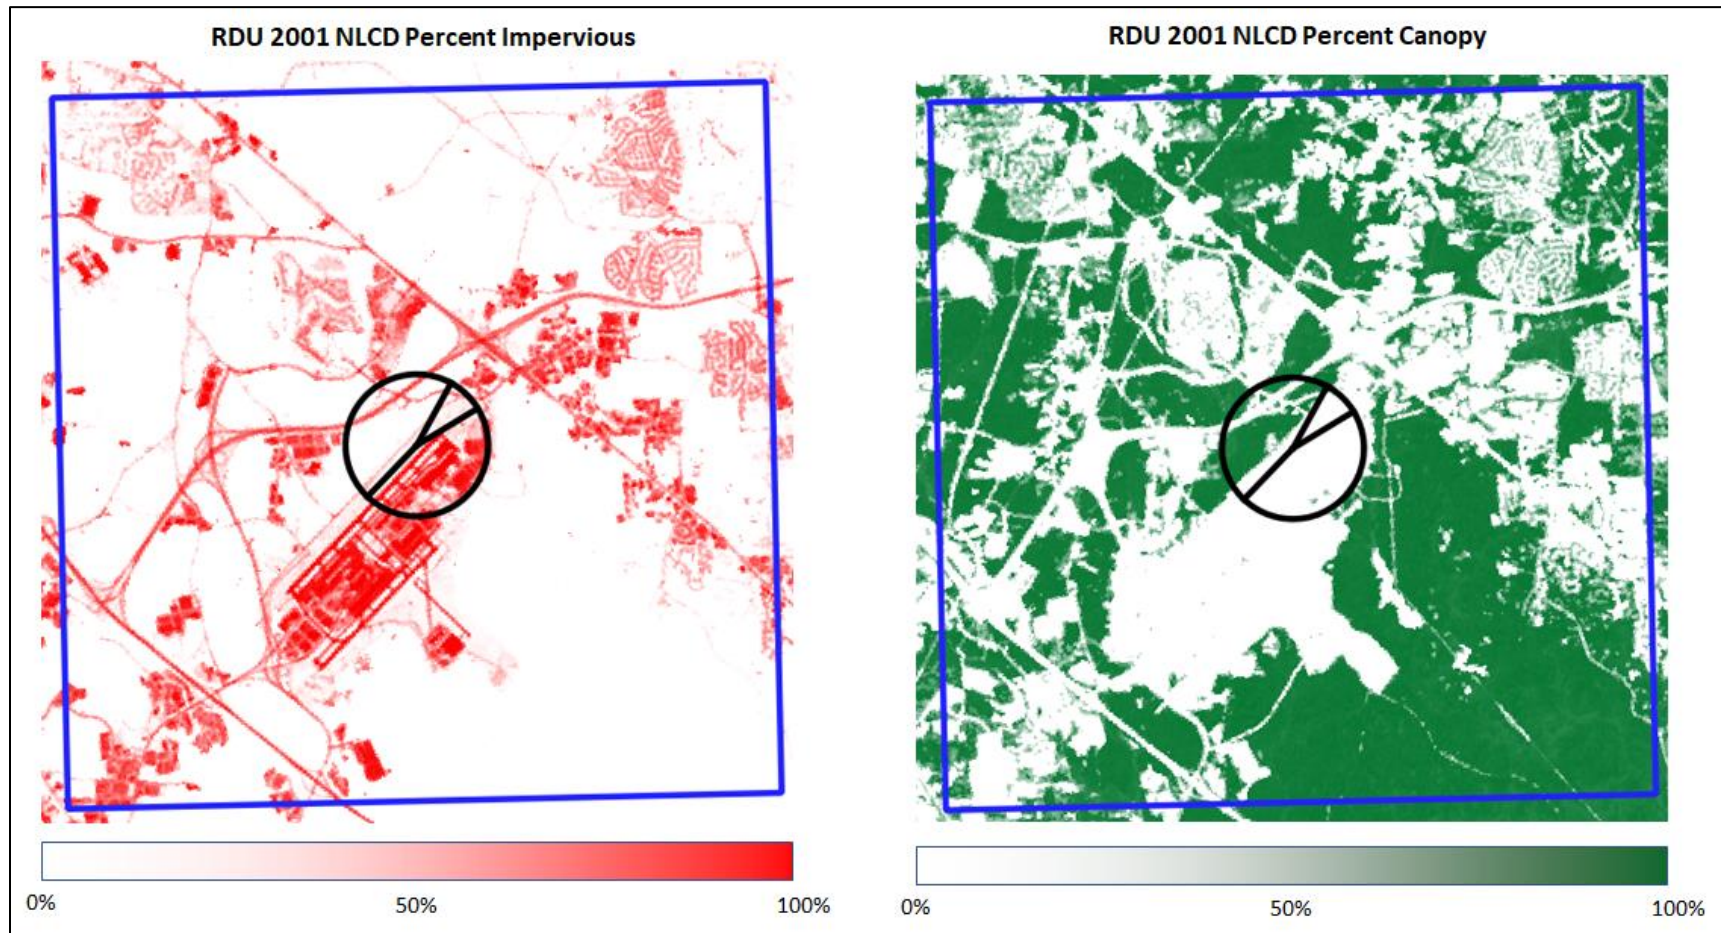 RDU 2001 NLCD Percent Impervious
RDU 2001 NLCD Percent Canopy
0% 50% 100%
0% 50% 100%